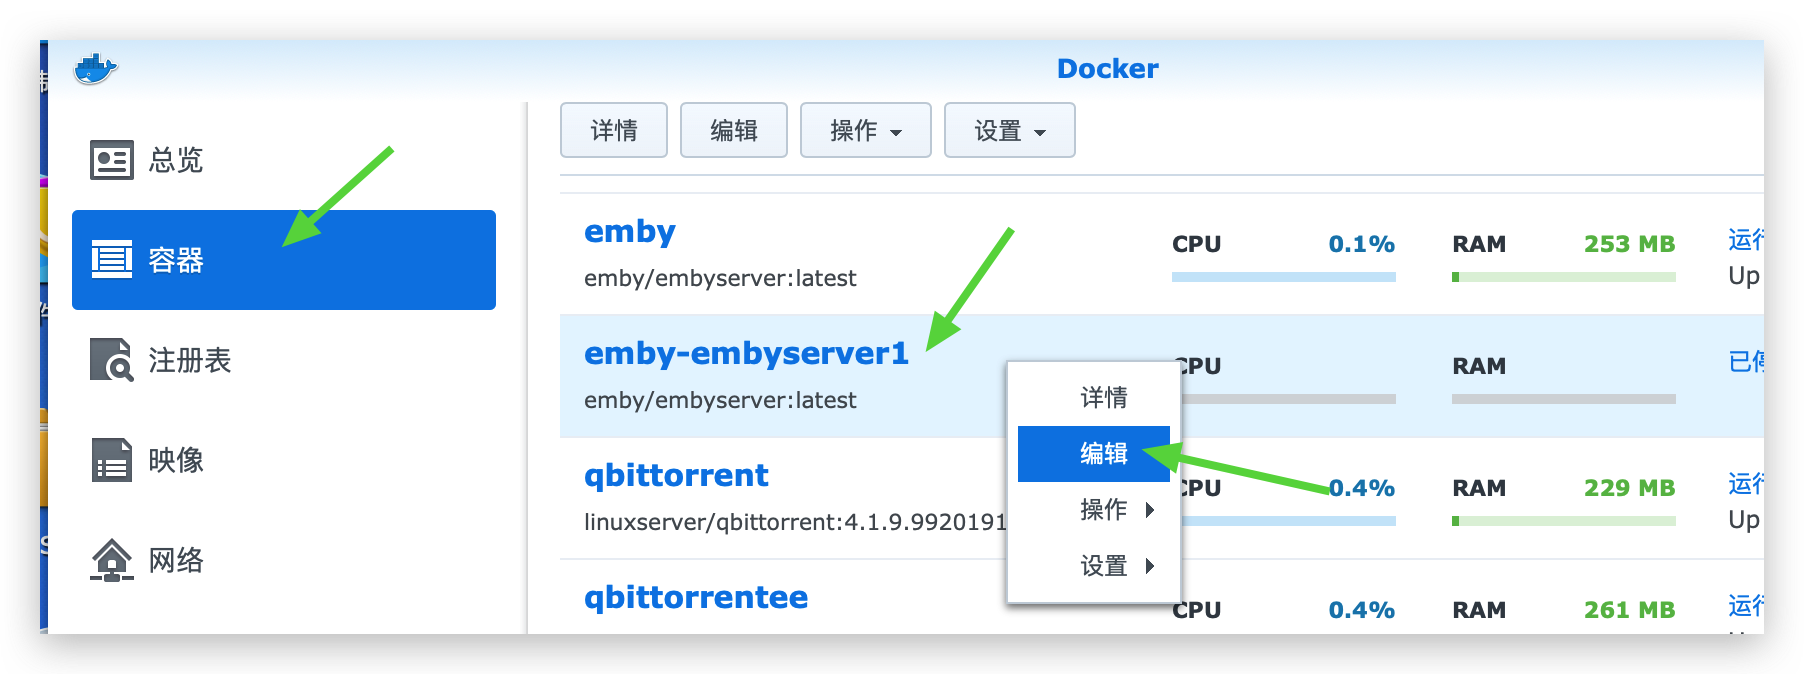 Docker
总览
容器
注册表
映像
网络
详情 编辑 操作 设置
emby
emby/embyserver:latest
CPU 0.1% RAM 253 MB
运行
Up
emby-embyserver1
emby/embyserver:latest
CPU RAM
已停
详情
编辑
操作
设置
qbittorrent
linuxserver/qbittorrent:4.1.9.9920191
CPU 0.4% RAM 229 MB
运行
Up
qbittorrentee
CPU 0.4% RAM 261 MB
运行